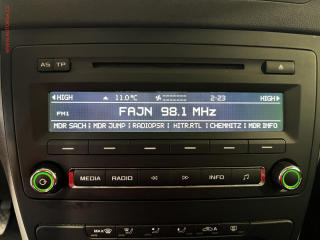 AS TP
HIGH 11.0°C 2-23 HIGH
FM1 FAJN 98.1 MHz
MDR SACH | MDR JUMP | RADIOPSR | HITR.RTL | CHEMNITZ | MDR INFO
MEDIA RADIO INFO
MAX A